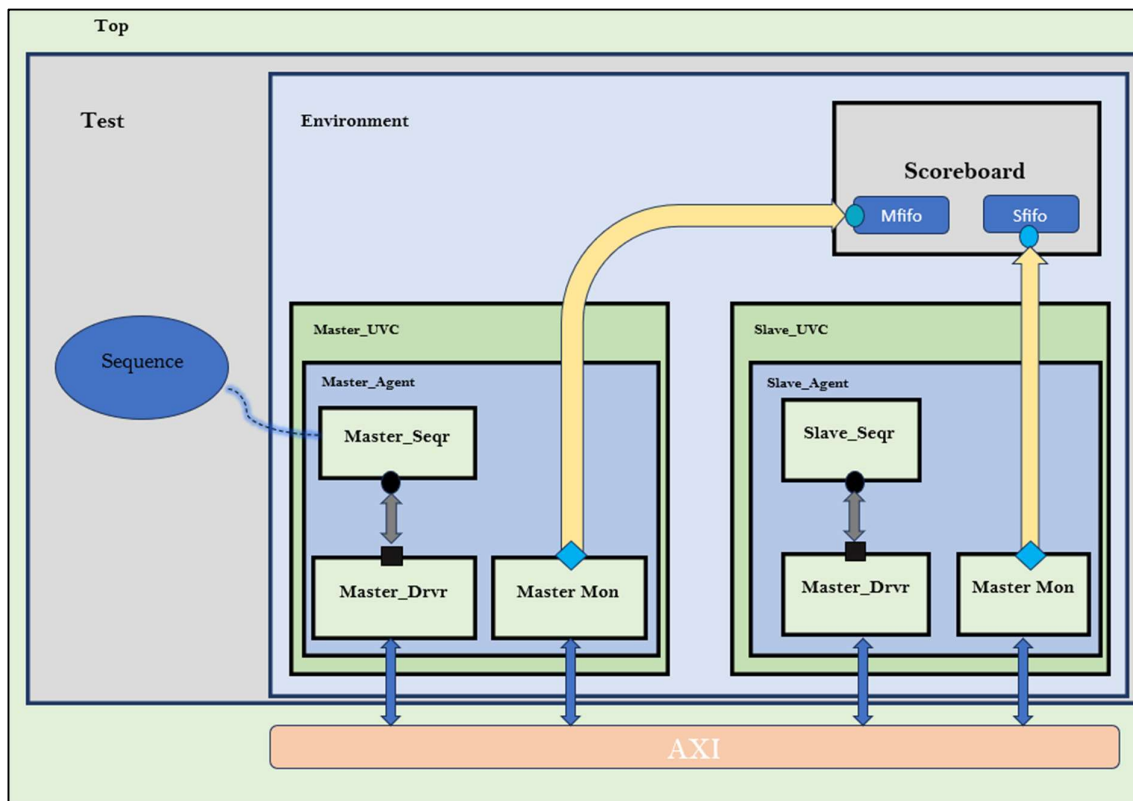 Top
Test
Environment
Scoreboard
Mfifo
Sfifo
Master_UVC
Slave_UVC
Master_Agent
Slave_Agent
Sequence
Master_Seqr
Slave_Seqr
Master_Drvr
Master Mon
Master_Drvr
Master Mon
AXI